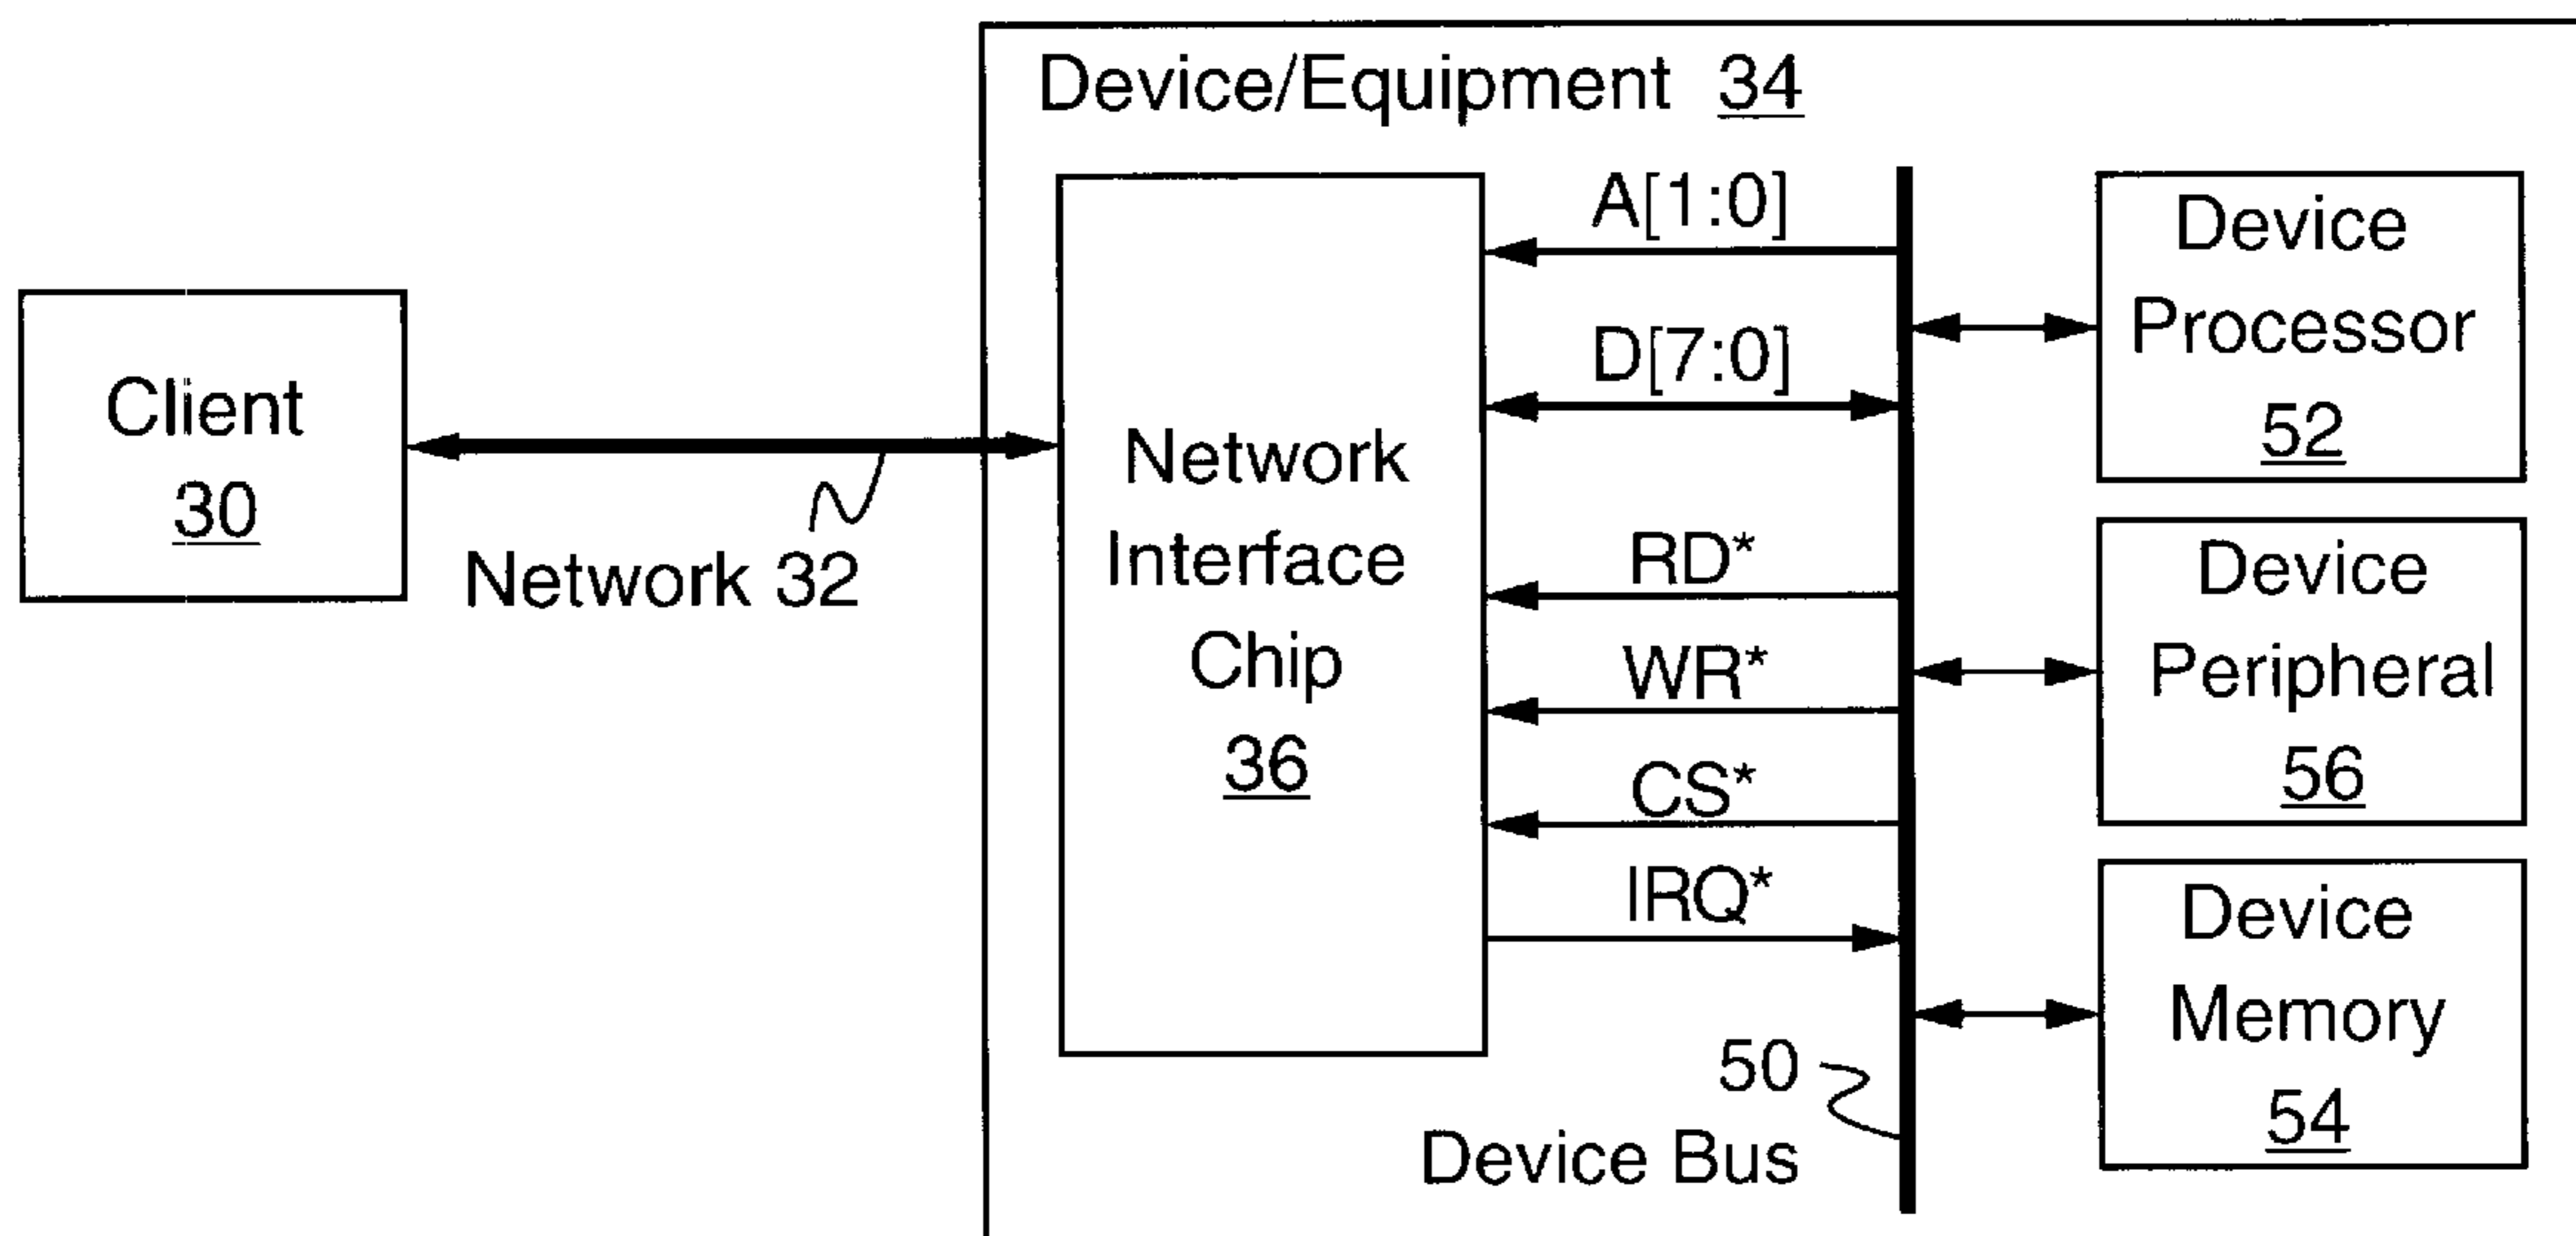 Device/Equipment 34
Client
30
Network 32
Network
Interface
Chip
36
A[1:0]
D[7:0]
RD*
WR*
CS*
IRQ*
50
Device Bus
Device
Processor
52
Device
Peripheral
56
Device
Memory
54